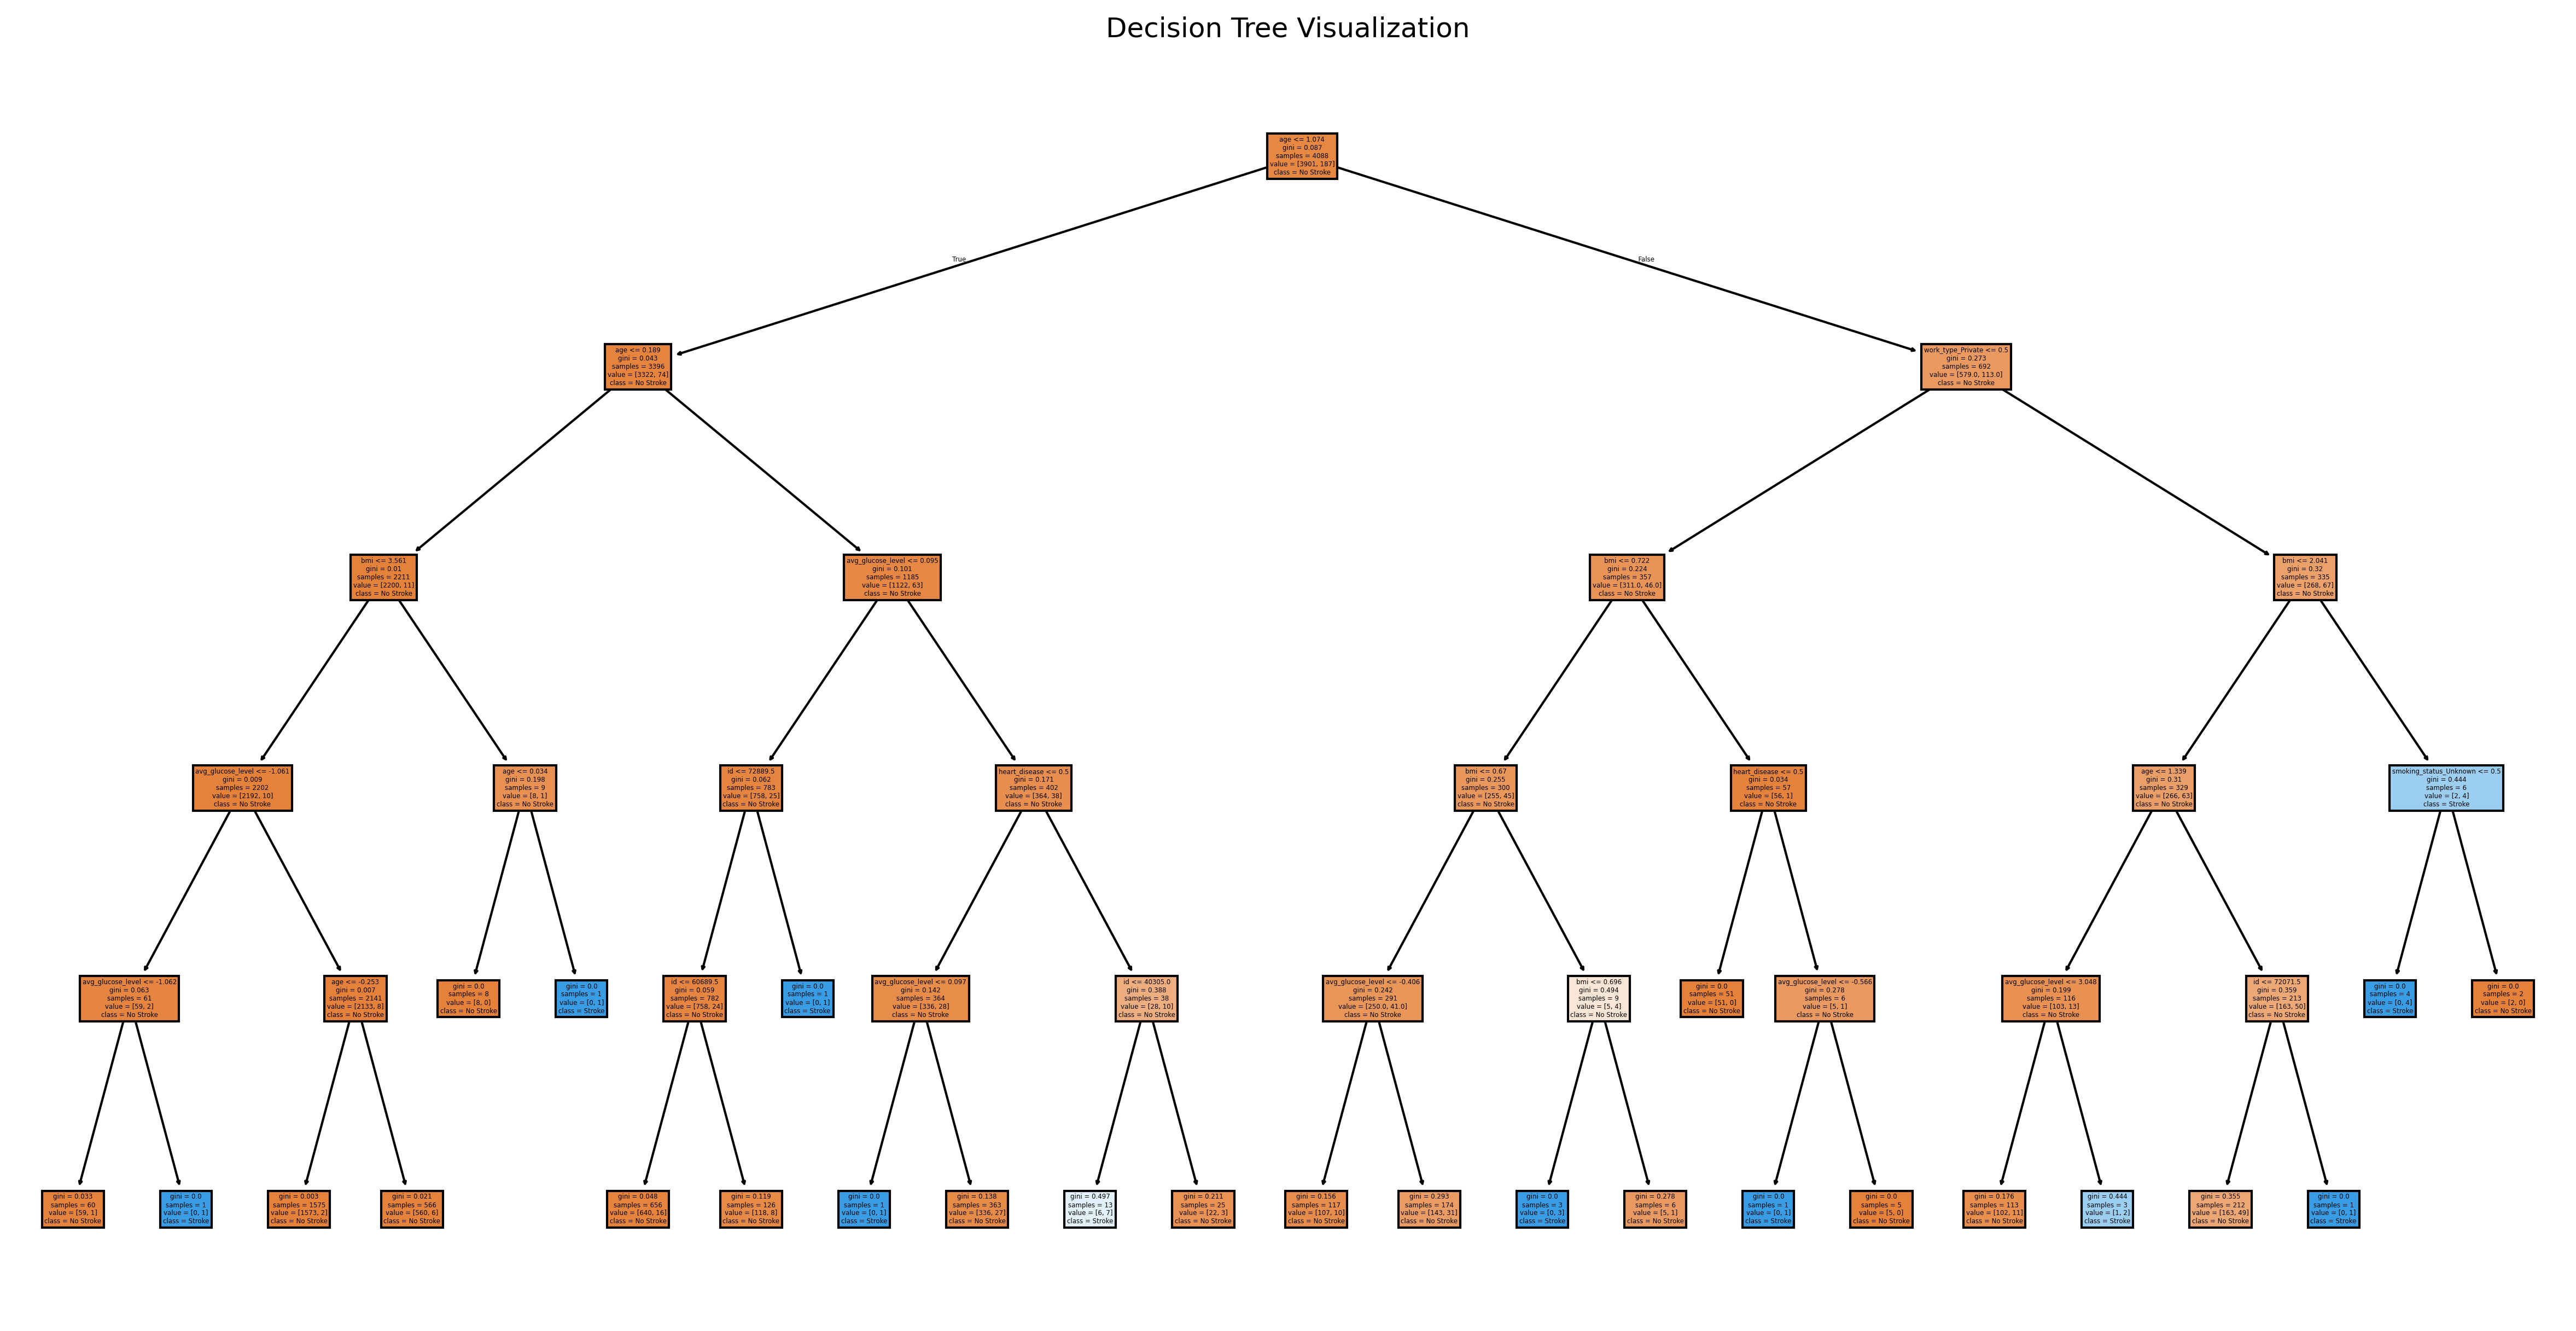 Decision Tree Visualization
age <= 1.074
gini = 0.087
samples = 4088
value = [3901, 187]
class = No Stroke
True
False
age <= 0.189
gini = 0.043
samples = 3396
value = [3322, 74]
class = No Stroke
work_type_Private <= 0.5
gini = 0.273
samples = 692
value = [579.0, 113.0]
class = No Stroke
bmi <= 3.561
gini = 0.01
samples = 2211
value = [2200, 11]
class = No Stroke
avg_glucose_level <= 0.095
gini = 0.101
samples = 1185
value = [1122, 63]
class = No Stroke
bmi <= 0.722
gini = 0.224
samples = 357
value = [311.0, 46.0]
class = No Stroke
bmi <= 2.041
gini = 0.32
samples = 335
value = [268, 67]
class = No Stroke
avg_glucose_level <= -1.061
gini = 0.009
samples = 2202
value = [2192, 10]
class = No Stroke
age <= 0.034
gini = 0.198
samples = 9
value = [8, 1]
class = No Stroke
id <= 72889.5
gini = 0.062
samples = 783
value = [758, 25]
class = No Stroke
heart_disease <= 0.5
gini = 0.171
samples = 402
value = [364, 38]
class = No Stroke
bmi <= 0.67
gini = 0.255
samples = 300
value = [255, 45]
class = No Stroke
heart_disease <= 0.5
gini = 0.034
samples = 57
value = [56, 1]
class = No Stroke
age <= 1.339
gini = 0.31
samples = 329
value = [266, 63]
class = No Stroke
smoking_status_Unknown <= 0.5
gini = 0.444
samples = 6
value = [2, 4]
class = Stroke
avg_glucose_level <= -1.062
gini = 0.063
samples = 61
value = [59, 2]
class = No Stroke
age <= -0.253
gini = 0.007
samples = 2141
value = [2133, 8]
class = No Stroke
gini = 0.0
samples = 8
value = [8, 0]
class = No Stroke
gini = 0.0
samples = 1
value = [0, 1]
class = Stroke
id <= 60689.5
gini = 0.059
samples = 782
value = [758, 24]
class = No Stroke
gini = 0.0
samples = 1
value = [0, 1]
class = Stroke
avg_glucose_level <= 0.097
gini = 0.142
samples = 364
value = [336, 28]
class = No Stroke
id <= 40305.0
gini = 0.388
samples = 38
value = [28, 10]
class = No Stroke
avg_glucose_level <= -0.406
gini = 0.242
samples = 291
value = [250.0, 41.0]
class = No Stroke
bmi <= 0.696
gini = 0.494
samples = 9
value = [5, 4]
class = No Stroke
gini = 0.0
samples = 51
value = [51, 0]
class = No Stroke
avg_glucose_level <= -0.566
gini = 0.278
samples = 6
value = [5, 1]
class = No Stroke
avg_glucose_level <= 3.048
gini = 0.199
samples = 116
value = [103, 13]
class = No Stroke
id <= 72071.5
gini = 0.359
samples = 213
value = [163, 50]
class = No Stroke
gini = 0.0
samples = 4
value = [0, 4]
class = Stroke
gini = 0.0
samples = 2
value = [2, 0]
class = No Stroke
gini = 0.033
samples = 60
value = [59, 1]
class = No Stroke
gini = 0.0
samples = 1
value = [0, 1]
class = Stroke
gini = 0.003
samples = 1575
value = [1573, 2]
class = No Stroke
gini = 0.021
samples = 566
value = [560, 6]
class = No Stroke
gini = 0.048
samples = 656
value = [640, 16]
class = No Stroke
gini = 0.119
samples = 126
value = [118, 8]
class = No Stroke
gini = 0.0
samples = 1
value = [0, 1]
class = Stroke
gini = 0.138
samples = 363
value = [336, 27]
class = No Stroke
gini = 0.497
samples = 13
value = [6, 7]
class = Stroke
gini = 0.211
samples = 25
value = [22, 3]
class = No Stroke
gini = 0.156
samples = 117
value = [107, 10]
class = No Stroke
gini = 0.293
samples = 174
value = [143, 31]
class = No Stroke
gini = 0.0
samples = 3
value = [0, 3]
class = Stroke
gini = 0.278
samples = 6
value = [5, 1]
class = No Stroke
gini = 0.0
samples = 1
value = [0, 1]
class = Stroke
gini = 0.0
samples = 5
value = [5, 0]
class = No Stroke
gini = 0.176
samples = 113
value = [102, 11]
class = No Stroke
gini = 0.444
samples = 3
value = [1, 2]
class = Stroke
gini = 0.355
samples = 212
value = [163, 49]
class = No Stroke
gini = 0.0
samples = 1
value = [0, 1]
class = Stroke